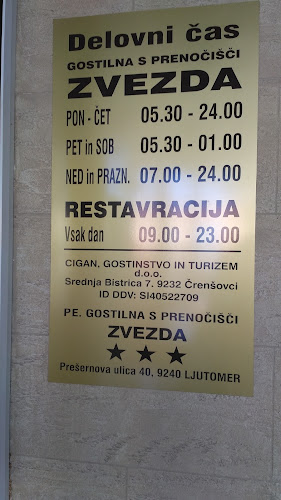 Delovni čas
GOSTILNA S PRENOČIŠČI
ZVEZDA
PON - ČET 05.30 - 24.00
PET in SOB 05.30 - 01.00
NED in PRAZN. 07.00 - 24.00
RESTAVRACIJA
Vsak dan 09.00 - 23.00
CIGAN, GOSTINSTVO IN TURIZEM
d.o.o.
Srednja Bistrica 7. 9232 Črenšovci
ID DDV: SI40522709
PE. GOSTILNA S PRENOČIŠČI
ZVEZDA
Prešernova ulica 40, 9240 LJUTOMER